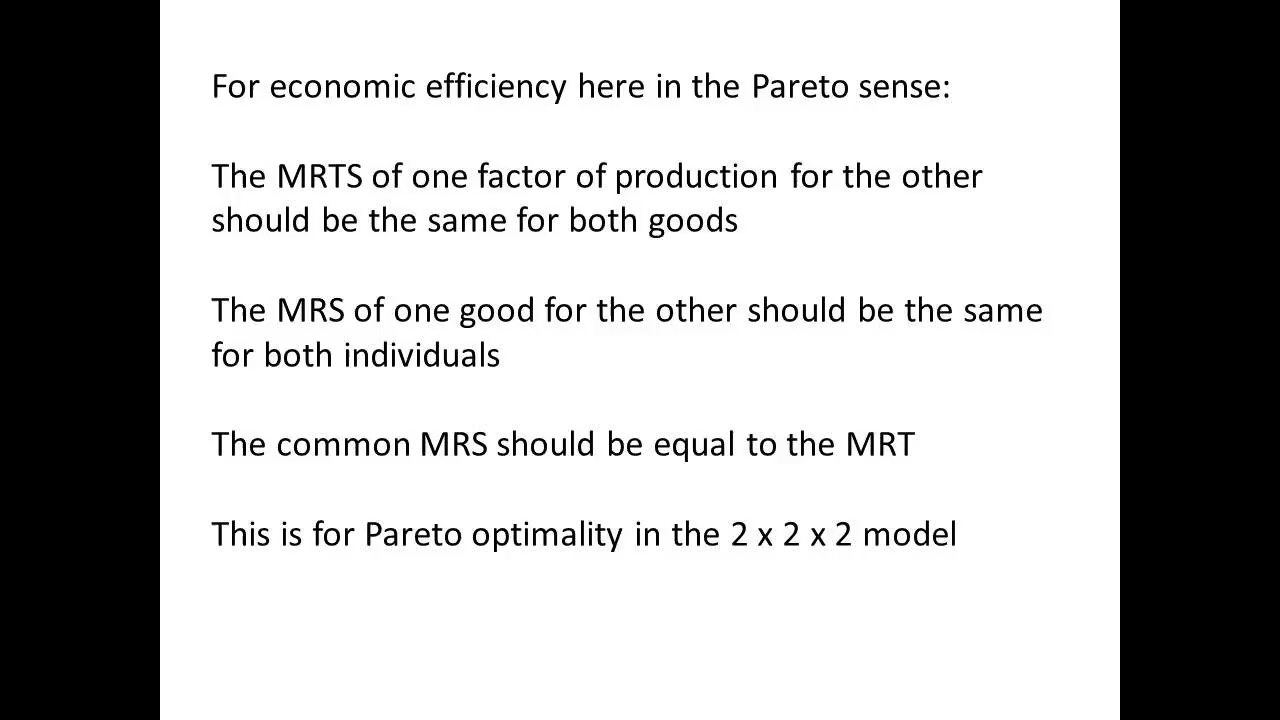 For economic efficiency here in the Pareto sense:
The MRTS of one factor of production for the other
should be the same for both goods
The MRS of one good for the other should be the same
for both individuals
The common MRS should be equal to the MRT
This is for Pareto optimality in the 2 x 2 x 2 model